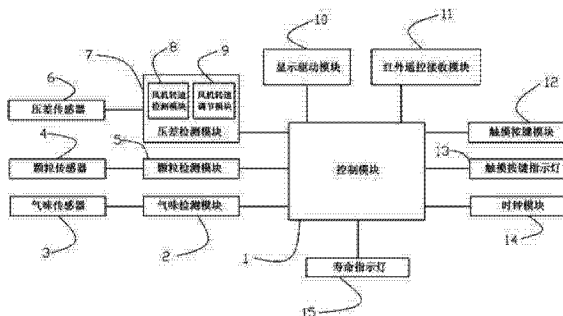 10
11
8
9
7
显示驱动模块
红外遥控接收模块
6
风机转速检测模块
风机转速调节模块
12
压差传感器
压差检测模块
触摸按键模块
4
5
13
颗粒传感器
颗粒检测模块
控制模块
触摸按键指示灯
气味传感器
气味检测模块
时钟模块
3
2
1
14
寿命指示灯
15